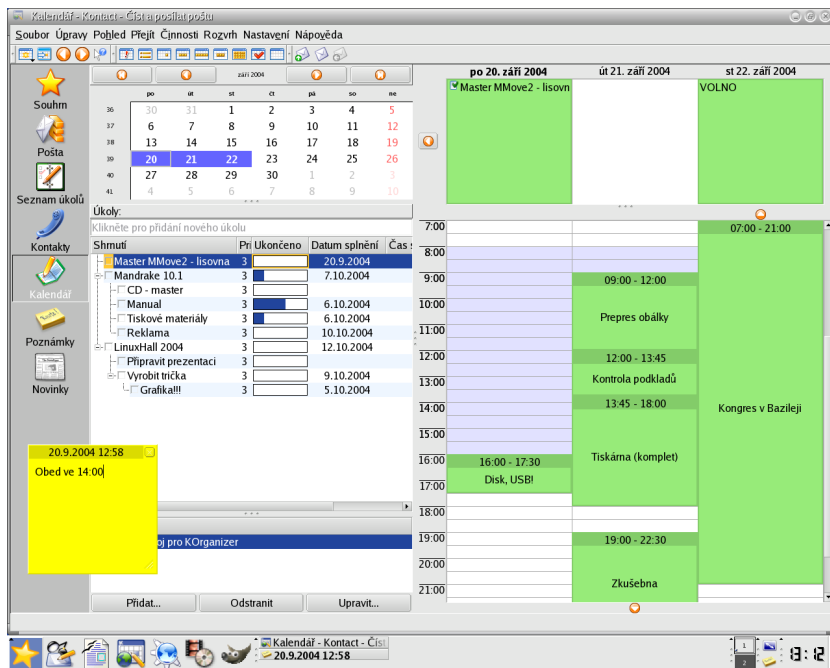 Kalendář - Kontact - Číst a posílat poštu
Soubor Úpravy Pohled Přejít Činnosti Rozvrh Nastavení Nápověda
Souhrn
Pošta
Seznam úkolů
Kontakty
Kalendář
Poznámky
Novinky
září 2004
po út st čt pá so ne
36 30 31 1 2 3 4 5
37 6 7 8 9 10 11 12
38 13 14 15 16 17 18 19
39 20 21 22 23 24 25 26
40 27 28 29 30 1 2 3
41 4 5 6 7 8 9 10
Úkoly:
Klikněte pro přidání nového úkolu
Shrnutí Pri Ukončeno Datum splnění Čas s
Master MMove2 - lisovna 3 20.9.2004
Mandrake 10.1 3 7.10.2004
CD - master 3
Manual 3 6.10.2004
Tiskové materiály 3 6.10.2004
Reklama 3 10.10.2004
LinuxHall 2004 3 12.10.2004
Připravit prezentaci 3
Vyrobit trička 3 9.10.2004
Grafika!!! 3 5.10.2004
20.9.2004 12:58
Obed ve 14:00
oj pro KOrganizer
Přidat... Odstranit Upravit...
po 20. září 2004 út 21. září 2004 st 22. září 2004
Master MMove2 - lisovn
VOLNO
7:00
8:00
9:00
10:00
11:00
12:00
13:00
14:00
15:00
16:00
17:00
18:00
19:00
20:00
21:00
16:00 - 17:30
Disk, USB!
09:00 - 12:00
Prepres obálky
12:00 - 13:45
Kontrola podkladů
13:45 - 18:00
Tiskárna (komplet)
19:00 - 22:30
Zkušebna
07:00 - 21:00
Kongres v Bazileji
Kalendář - Kontact - Číst
20.9.2004 12:58
1
2
13:12